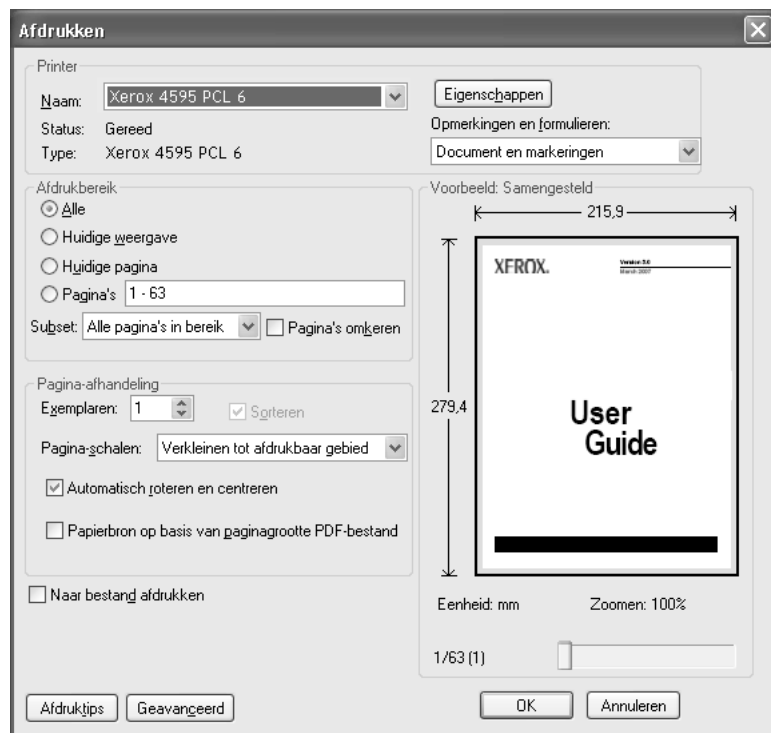 Afdrukken
Printer
Naam: Xerox 4595 PCL 6
Eigenschappen
Status: Gereed
Opmerkingen en formulieren:
Type: Xerox 4595 PCL 6
Document en markeringen
Afdrukbereik
Alle
Huidige weergave
Huidige pagina
Pagina's 1 - 63
Subset: Alle pagina's in bereik Pagina's omkeren
Pagina-afhandeling
Exemplaren: 1 Sorteren
Pagina-schalen: Verkleinen tot afdrukbaar gebied
Automatisch roteren en centreren
Papierbron op basis van paginagrootte PDF-bestand
Naar bestand afdrukken
Voorbeeld: Samengesteld
215,9
XEROX.
Version 3.0
March 2007
279,4
User
Guide
Eenheid: mm Zoomen: 100%
1/63 (1)
Afdruktips Geavanceerd OK Annuleren